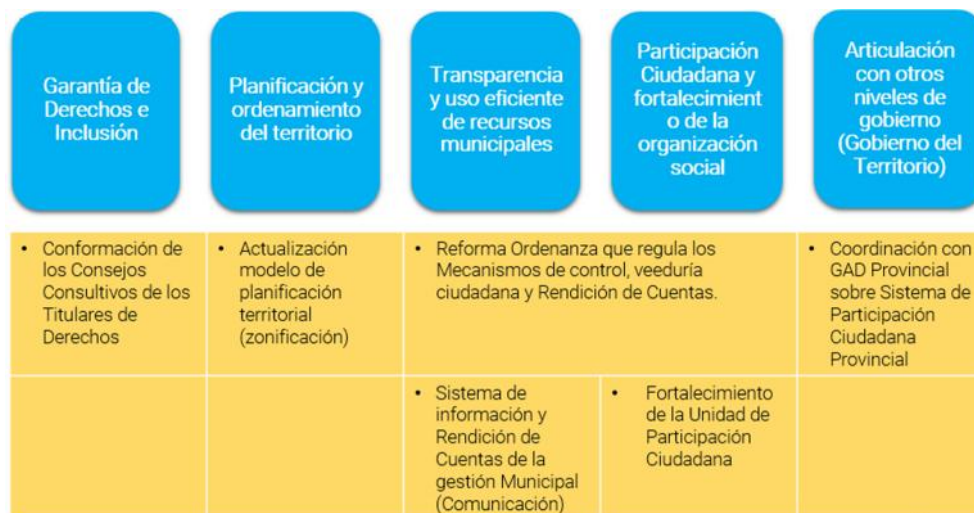 Garantía de
Derechos e
Inclusión
Planificación y
ordenamiento
del territorio
Transparencia
y uso eficiente
de recursos
municipales
Participación
Ciudadana y
fortalecimient
o de la
organización
social
Articulación
con otros
niveles de
gobierno
(Gobierno del
Territorio)
• Conformación de
los Consejos
Consultivos de los
Titulares de
Derechos
• Actualización
modelo de
planificación
territorial
(zonificación)
• Reforma Ordenanza que regula los
Mecanismos de control, veeduría
ciudadana y Rendición de Cuentas.
• Coordinación con
GAD Provincial
sobre Sistema de
Participación
Ciudadana
Provincial
• Sistema de
información y
Rendición de
Cuentas de la
gestión Municipal
(Comunicación)
• Fortalecimiento
de la Unidad de
Participación
Ciudadana